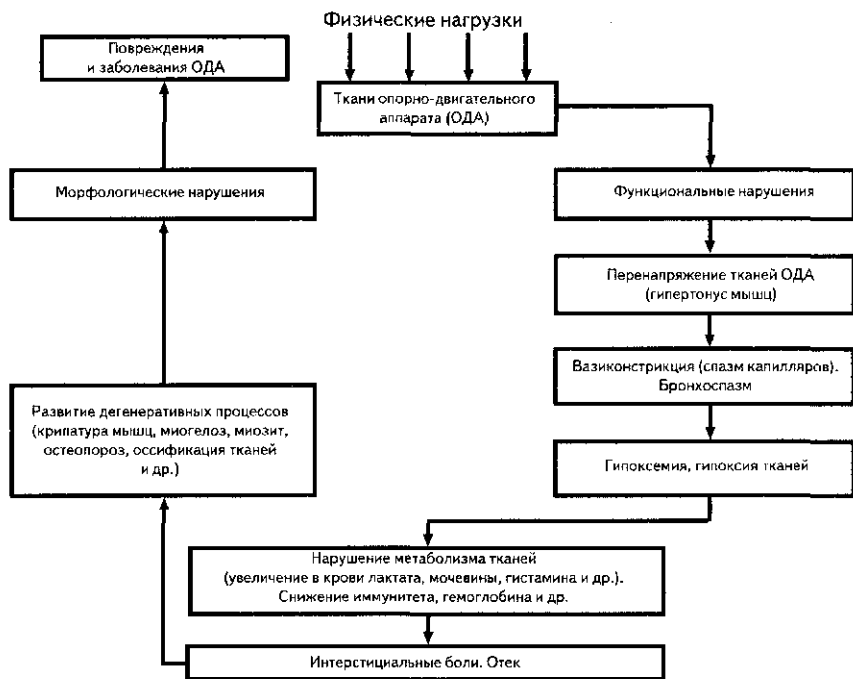 Физические нагрузки
Повреждения
и заболевания ОДА
Ткани опорно-двигательного
аппарата (ОДА)
Морфологические нарушения
Функциональные нарушения
Перенапряжение тканей ОДА
(гипертонус мышц)
Вазиконстрикция (спазм капилляров).
Бронхоспазм
Развитие дегенеративных процессов
(крипатура мышц, миогелоз, миозит,
остеопороз, оссификация тканей
и др.)
Гипоксемия, гипоксия тканей
Нарушение метаболизма тканей
(увеличение в крови лактата, мочевины, гистамина и др.).
Снижение иммунитета, гемоглобина и др.
Интерстициальные боли. Отек